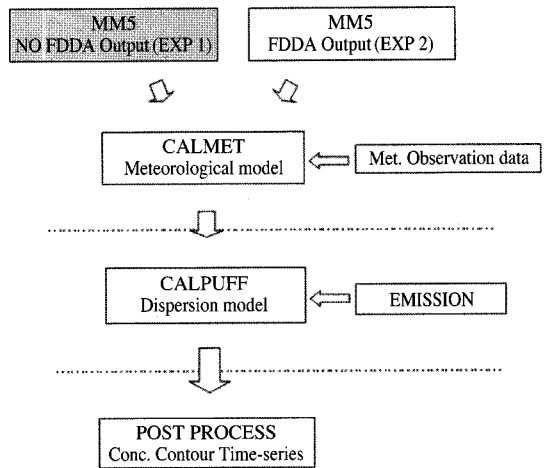 MM5
NO FDDA Output (EXP 1)
MM5
FDDA Output (EXP 2)
CALMET
Meteorological model
Met. Observation data
CALPUFF
Dispersion model
EMISSION
POST PROCESS
Conc. Contour Time-series